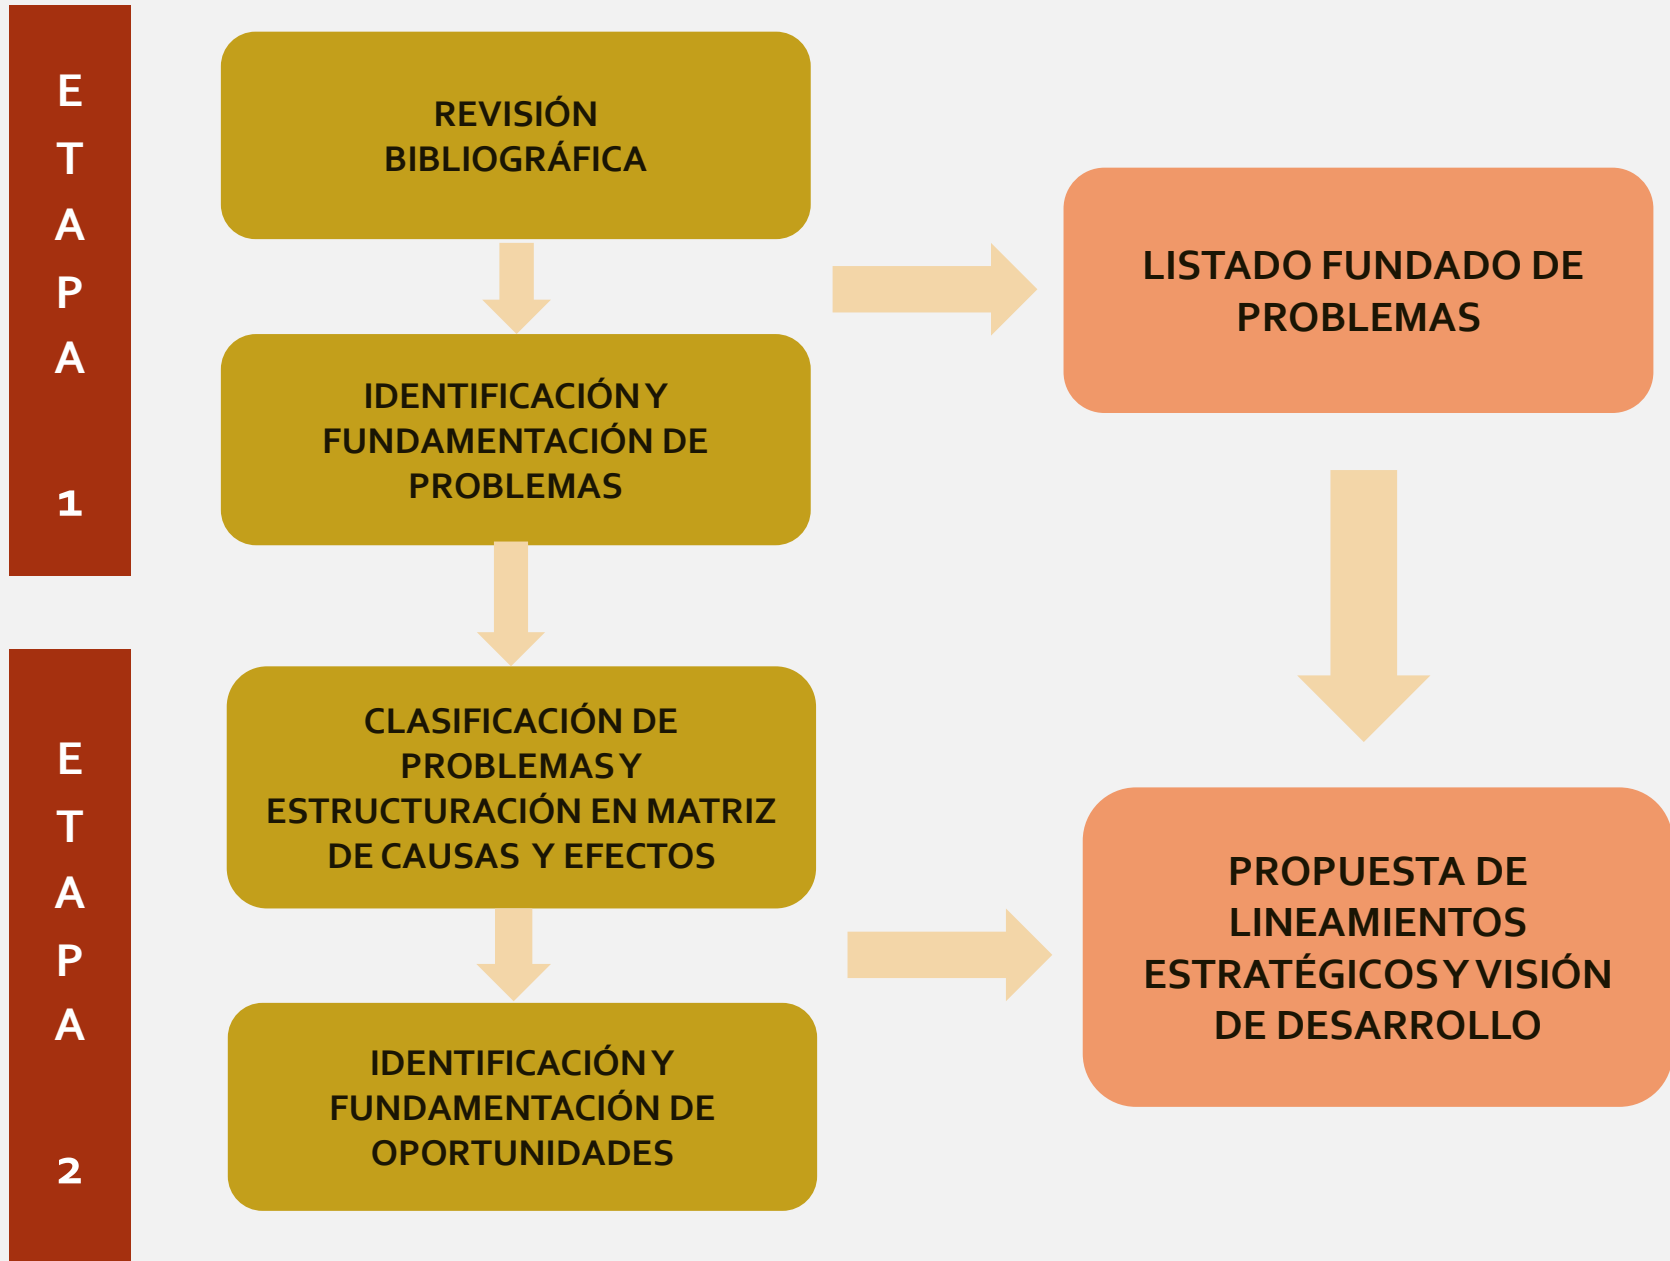 E
T
A
P
A
1
REVISIÓN
BIBLIOGRÁFICA
IDENTIFICACIÓN Y
FUNDAMENTACIÓN DE
PROBLEMAS
LISTADO FUNDADO DE
PROBLEMAS
E
T
A
P
A
2
CLASIFICACIÓN DE
PROBLEMAS Y
ESTRUCTURACIÓN EN MATRIZ
DE CAUSAS Y EFECTOS
IDENTIFICACIÓN Y
FUNDAMENTACIÓN DE
OPORTUNIDADES
PROPUESTA DE
LINEAMIENTOS
ESTRATÉGICOS Y VISIÓN
DE DESARROLLO